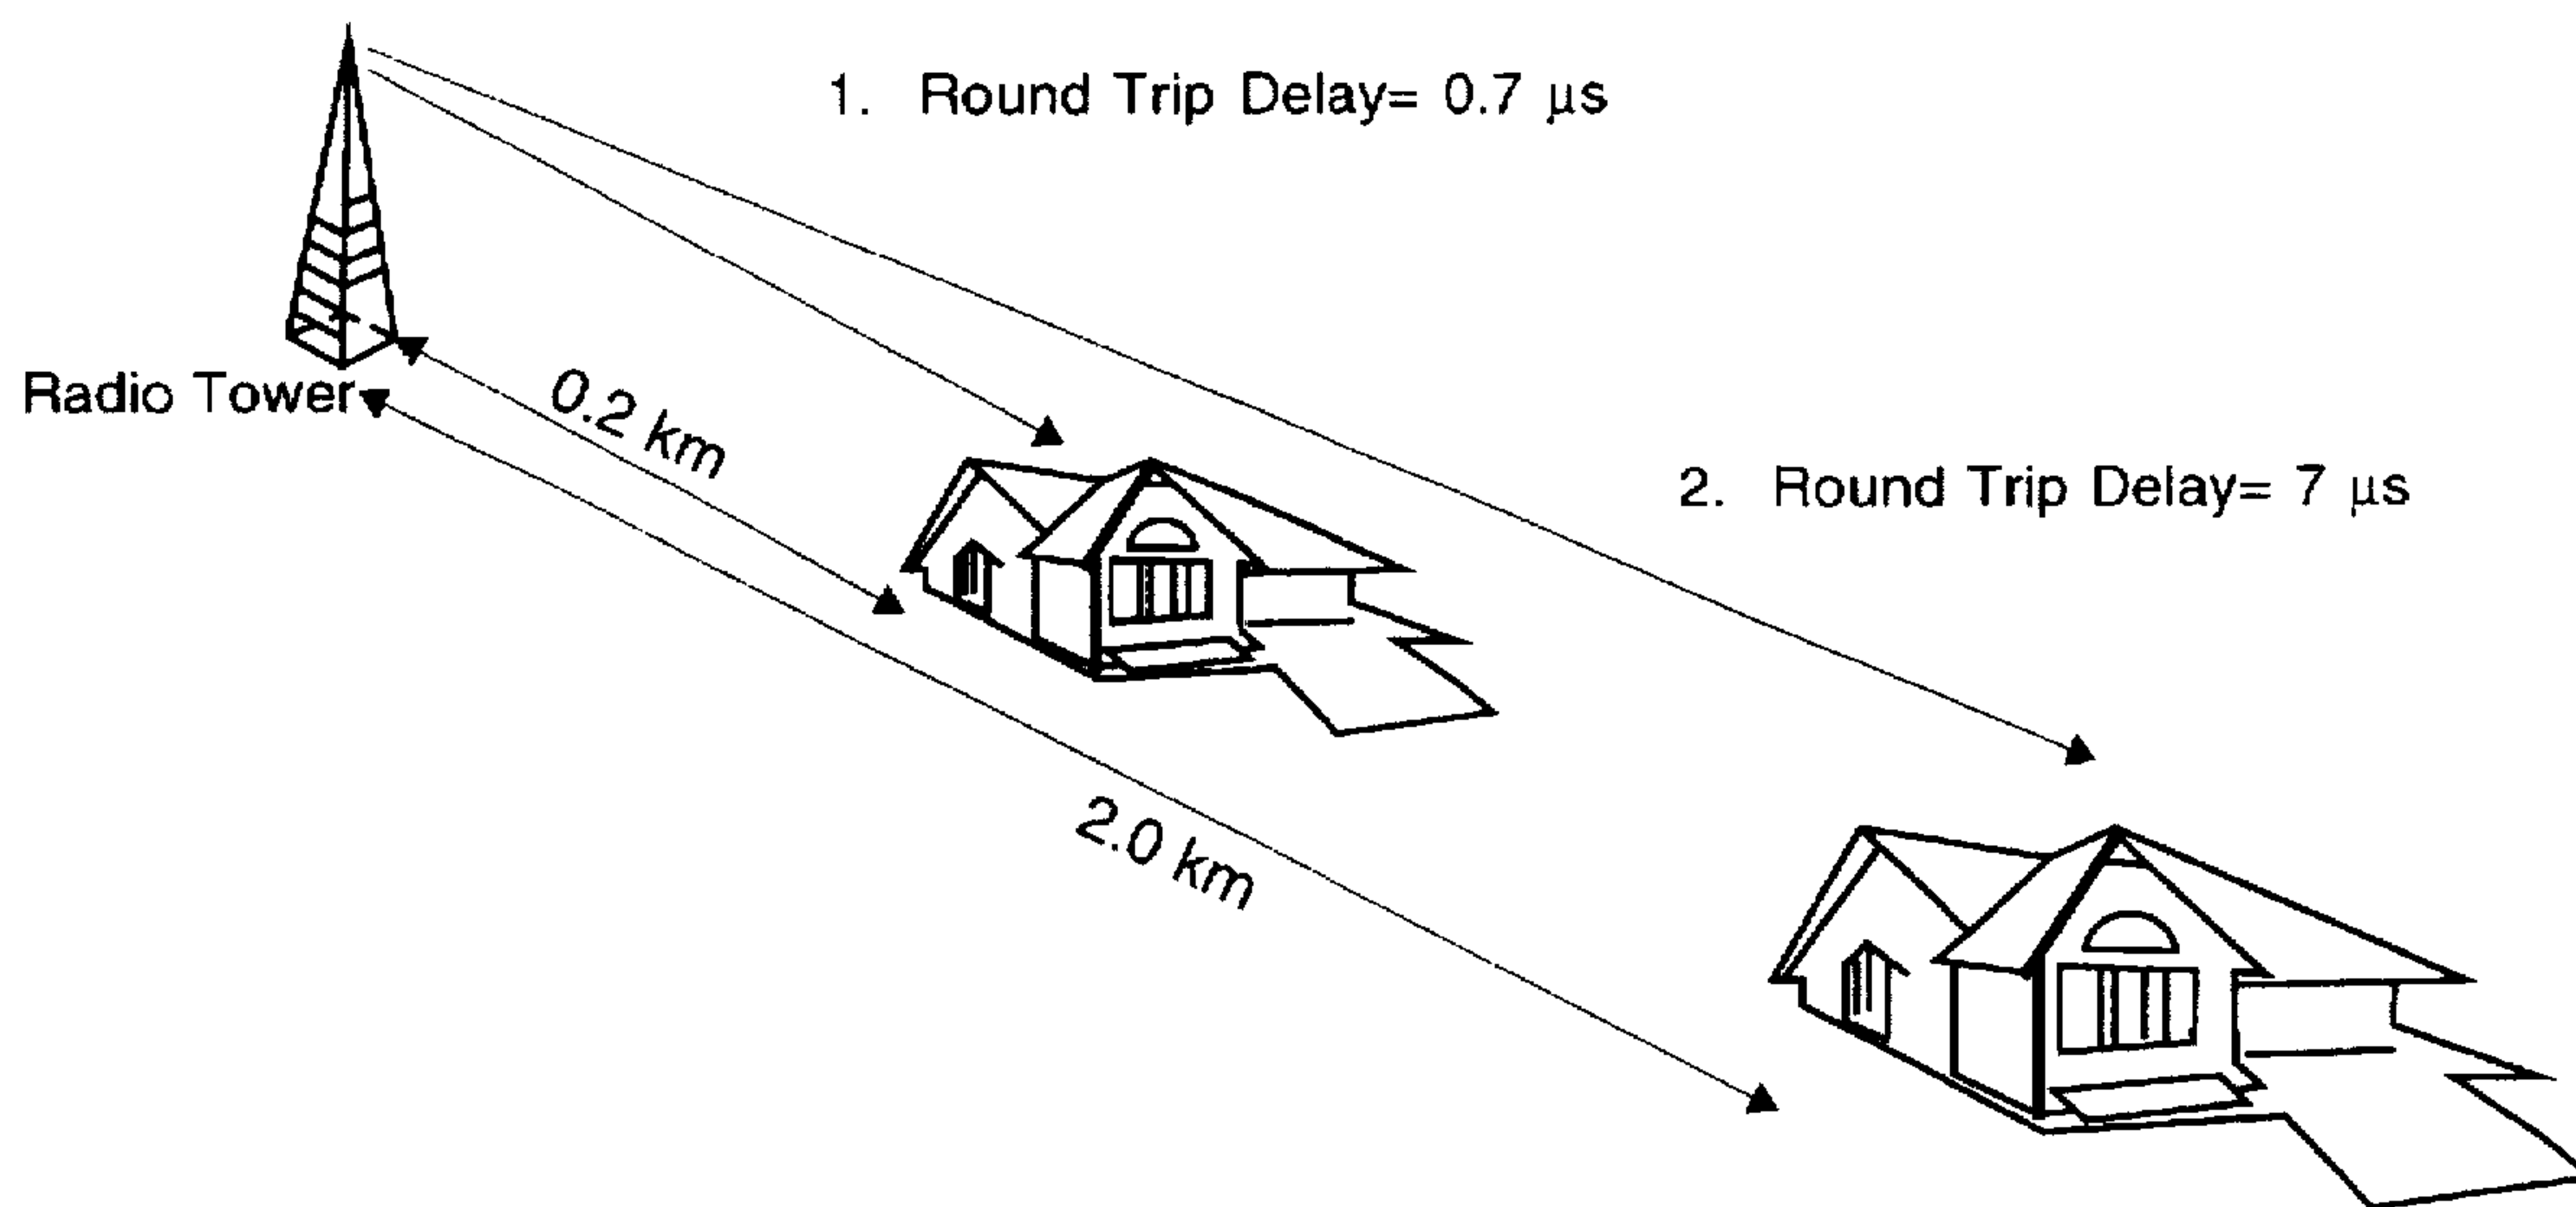 1. Round Trip Delay= 0.7 μs
Radio Tower
0.2 km
2. Round Trip Delay= 7 μs
2.0 km